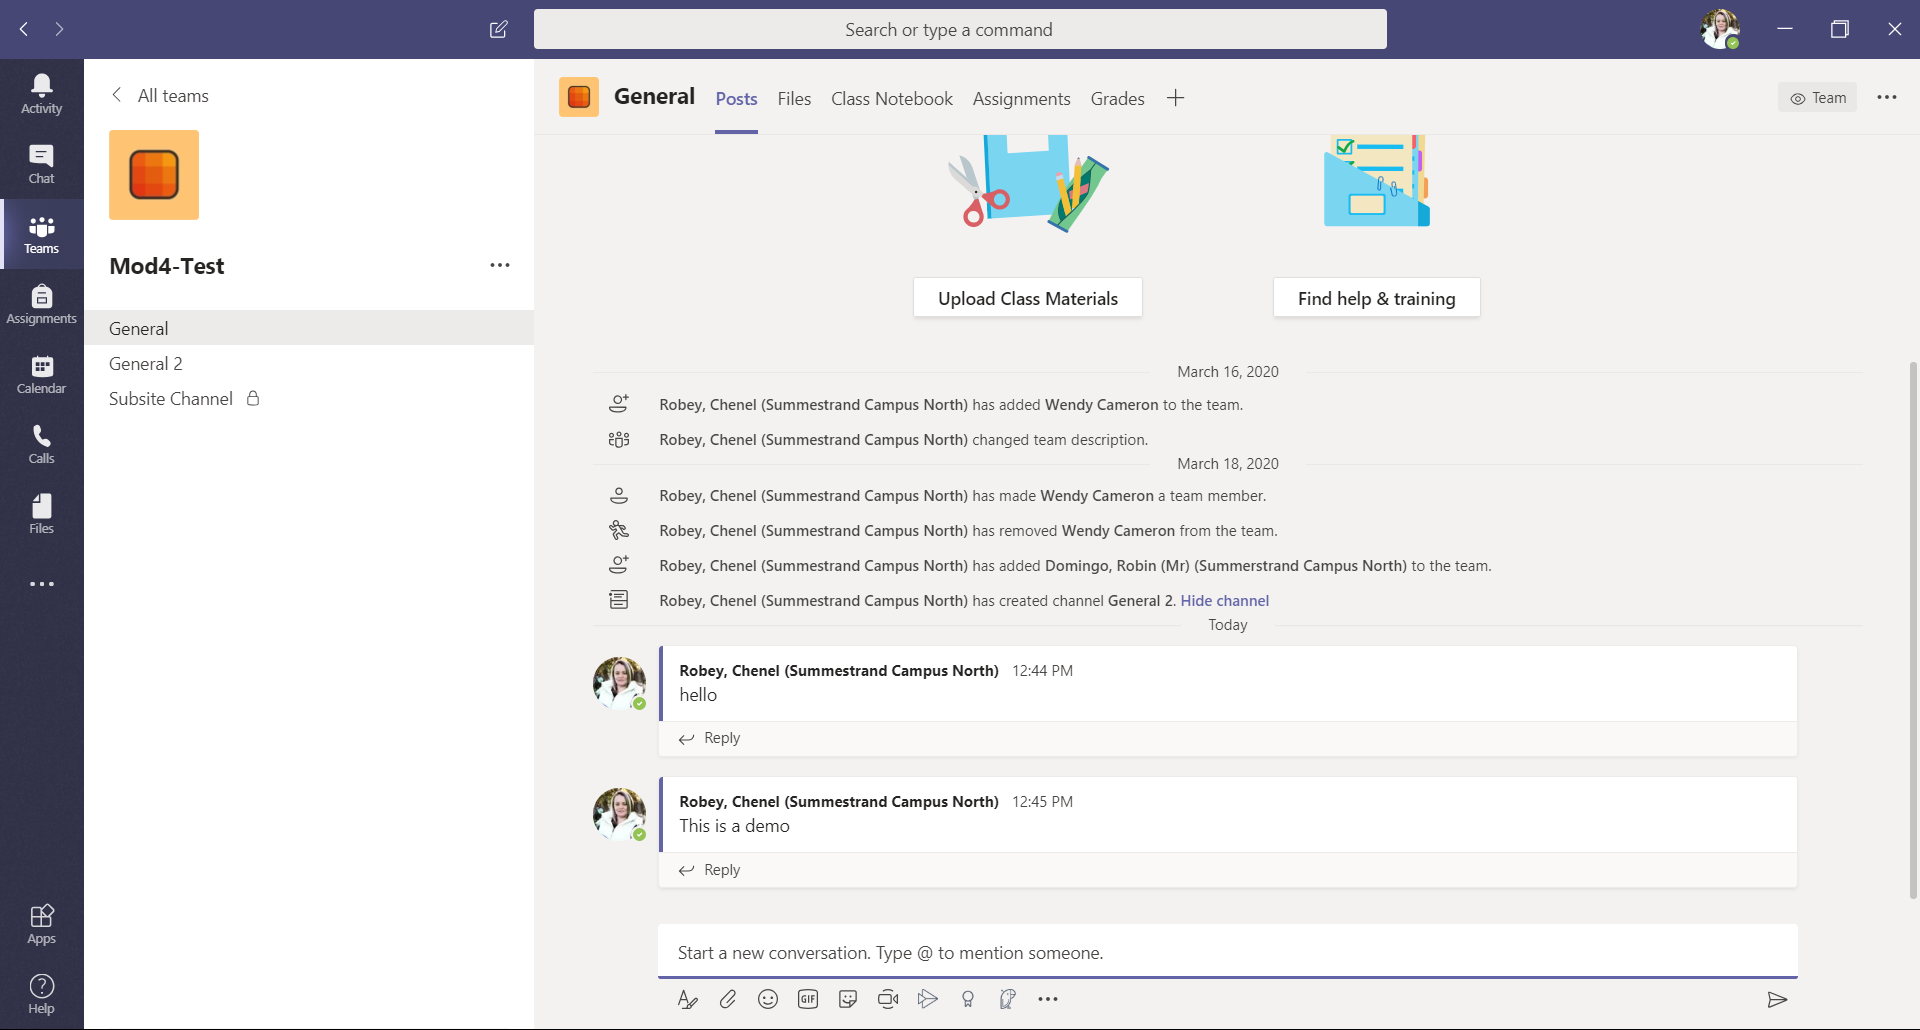 Search or type a command
Activity
Chat
Teams
Assignments
Calendar
Calls
Files
Apps
Help
All teams
Mod4-Test
General
General 2
Subsite Channel
General Posts Files Class Notebook Assignments Grades
Team
Upload Class Materials
Find help & training
March 16, 2020
Robey, Chenel (Summestrand Campus North) has added Wendy Cameron to the team.
Robey, Chenel (Summestrand Campus North) changed team description.
March 18, 2020
Robey, Chenel (Summestrand Campus North) has made Wendy Cameron a team member.
Robey, Chenel (Summestrand Campus North) has removed Wendy Cameron from the team.
Robey, Chenel (Summestrand Campus North) has added Domingo, Robin (Mr) (Summerstrand Campus North) to the team.
Robey, Chenel (Summestrand Campus North) has created channel General 2. Hide channel
Today
Robey, Chenel (Summestrand Campus North) 12:44 PM
hello
Reply
Robey, Chenel (Summestrand Campus North) 12:45 PM
This is a demo
Reply
Start a new conversation. Type @ to mention someone.
GIF